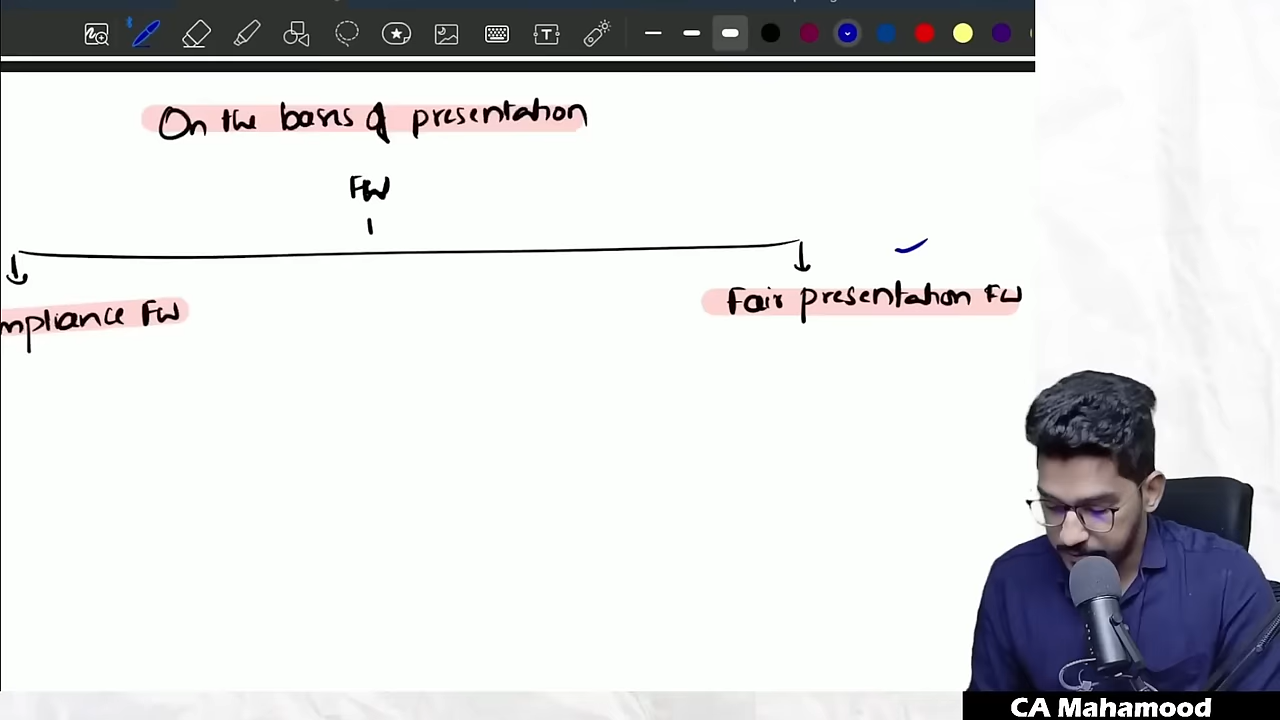 On the basis of presentation
FW
mpliance FW
Fair presentation FW
CA Mahamood